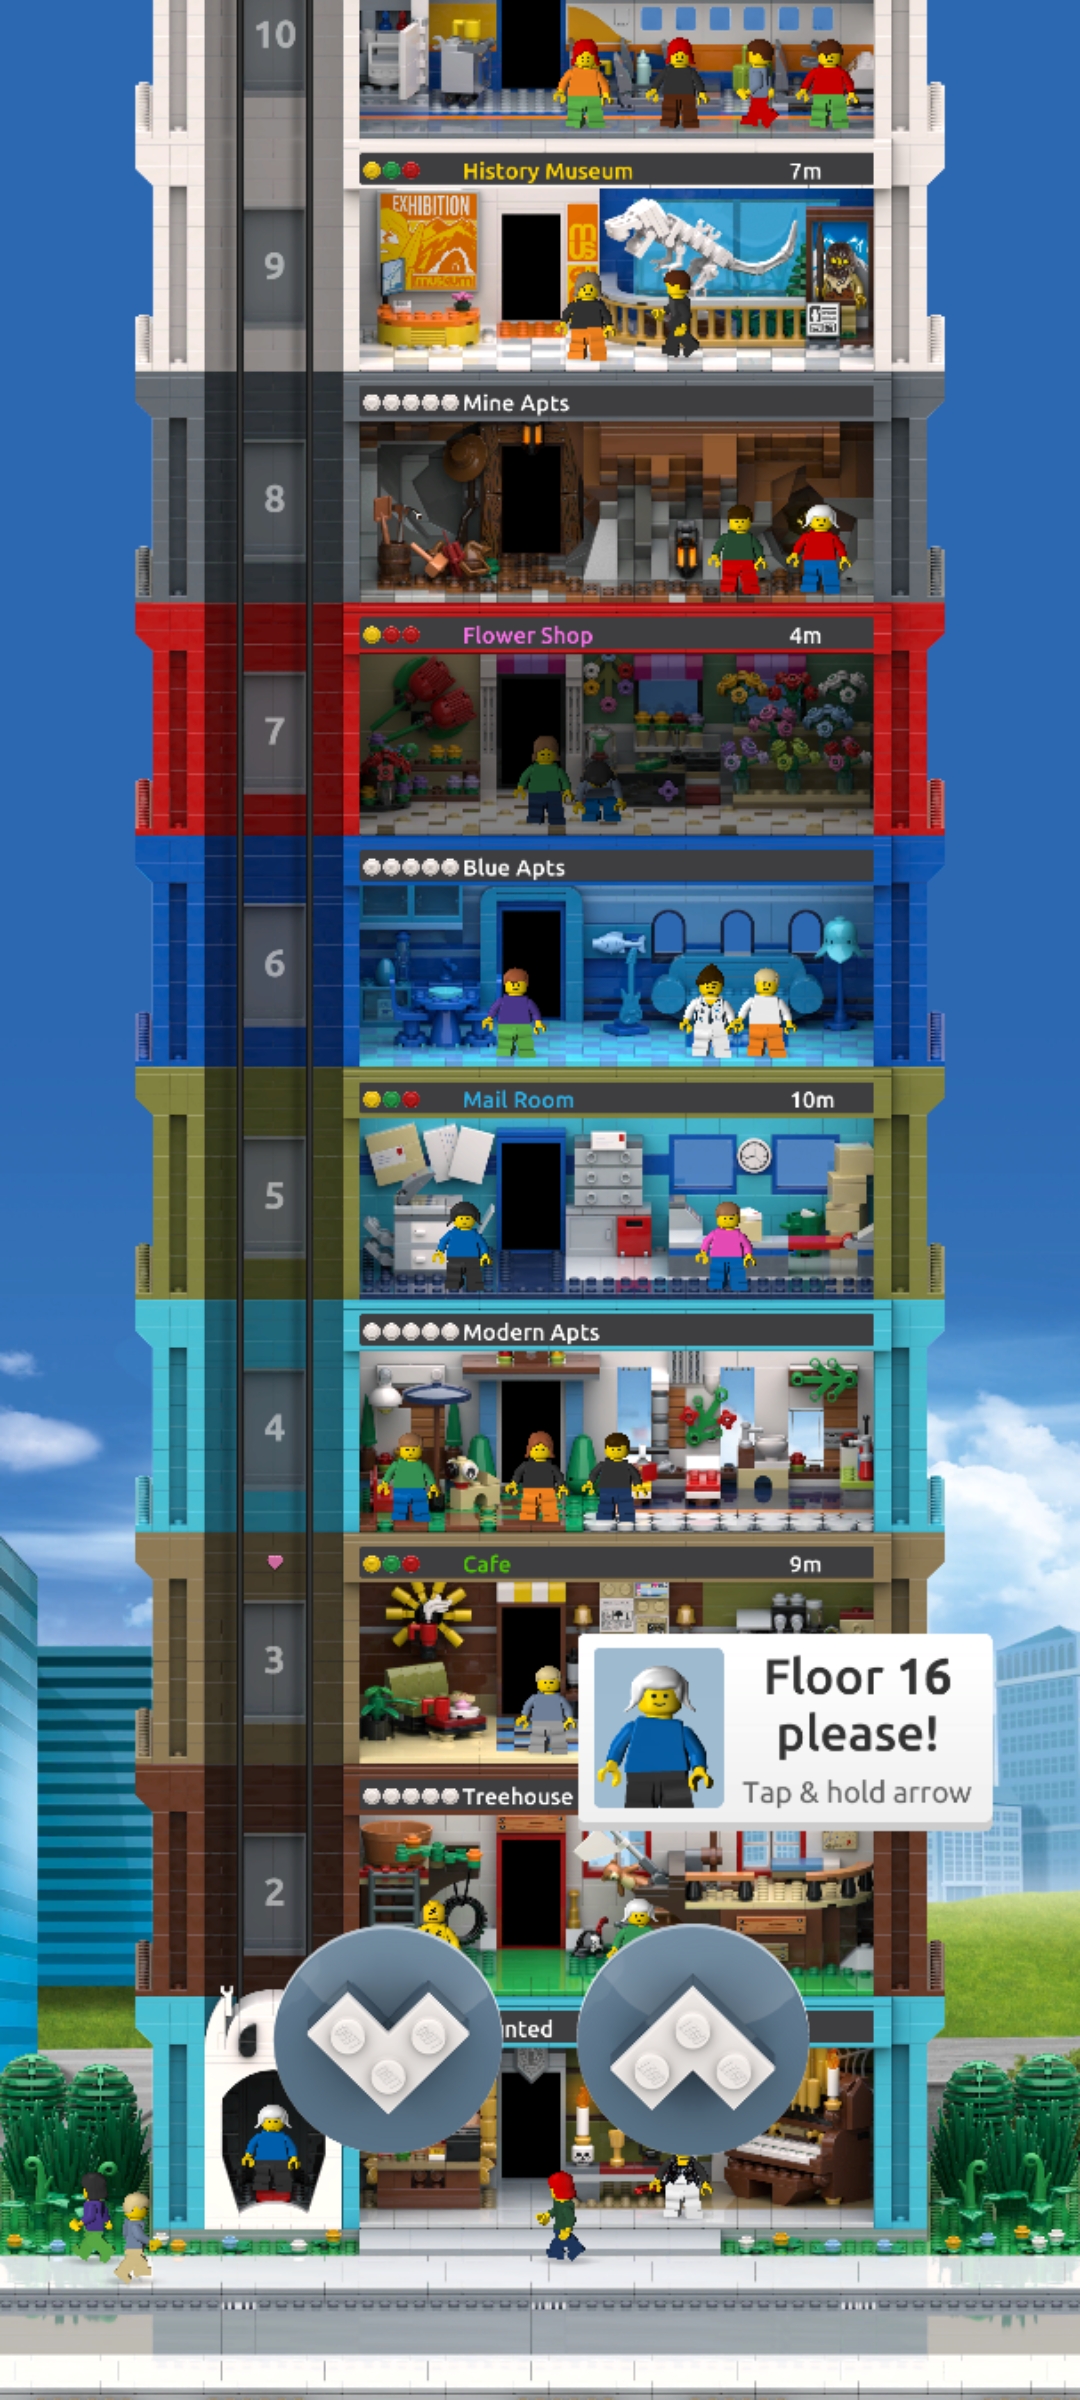 10
History Museum 7m
EXHIBITION
museum
9
Mine Apts
8
Flower Shop 4m
7
Blue Apts
6
Mail Room 10m
5
Modern Apts
4
Cafe 9m
3
Floor 16
please!
Tap & hold arrow
Treehouse
2
nted